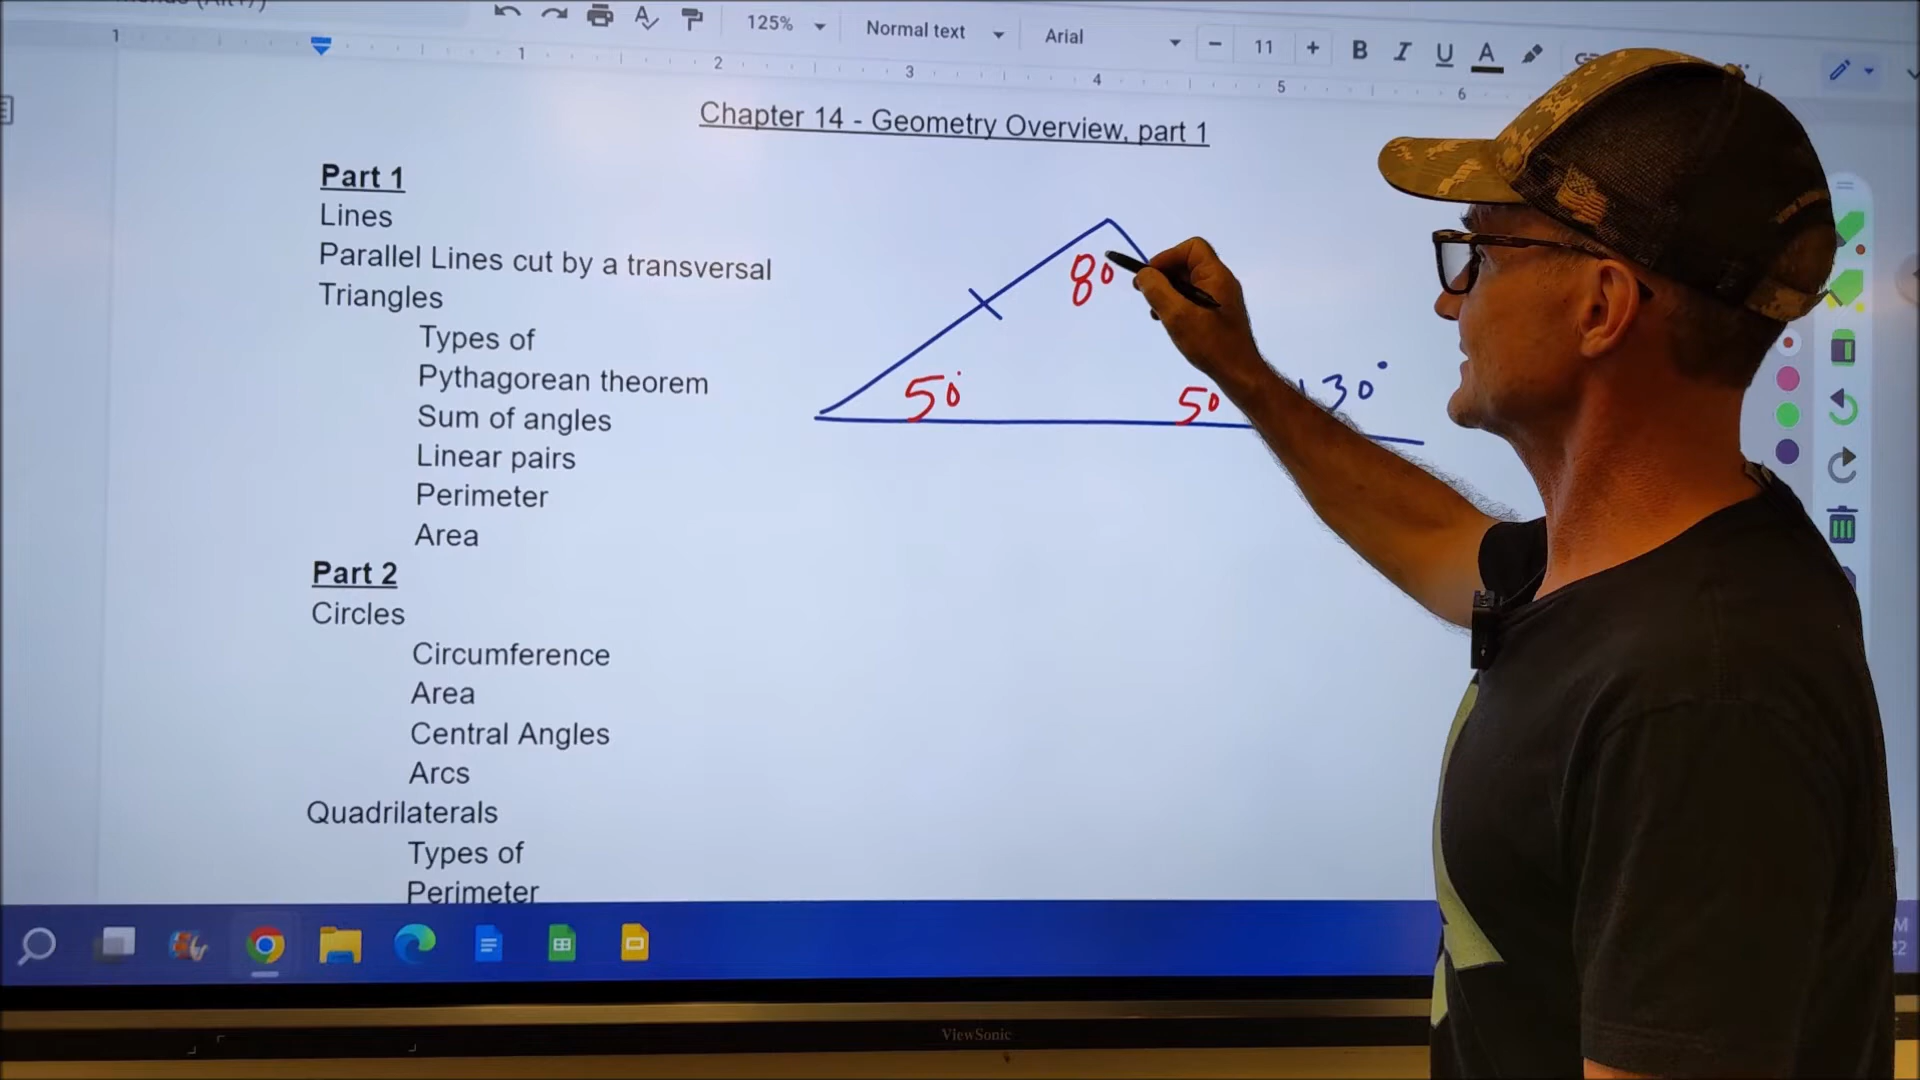 125% Normal text Arial 11 B I U A
1 1 2 3 4 5 6
Chapter 14 - Geometry Overview, part 1
Part 1
Lines
Parallel Lines cut by a transversal
Triangles
Types of
Pythagorean theorem
Sum of angles
Linear pairs
Perimeter
Area
80
50°
50
130°
Part 2
Circles
Circumference
Area
Central Angles
Arcs
Quadrilaterals
Types of
Perimeter
ViewSonic